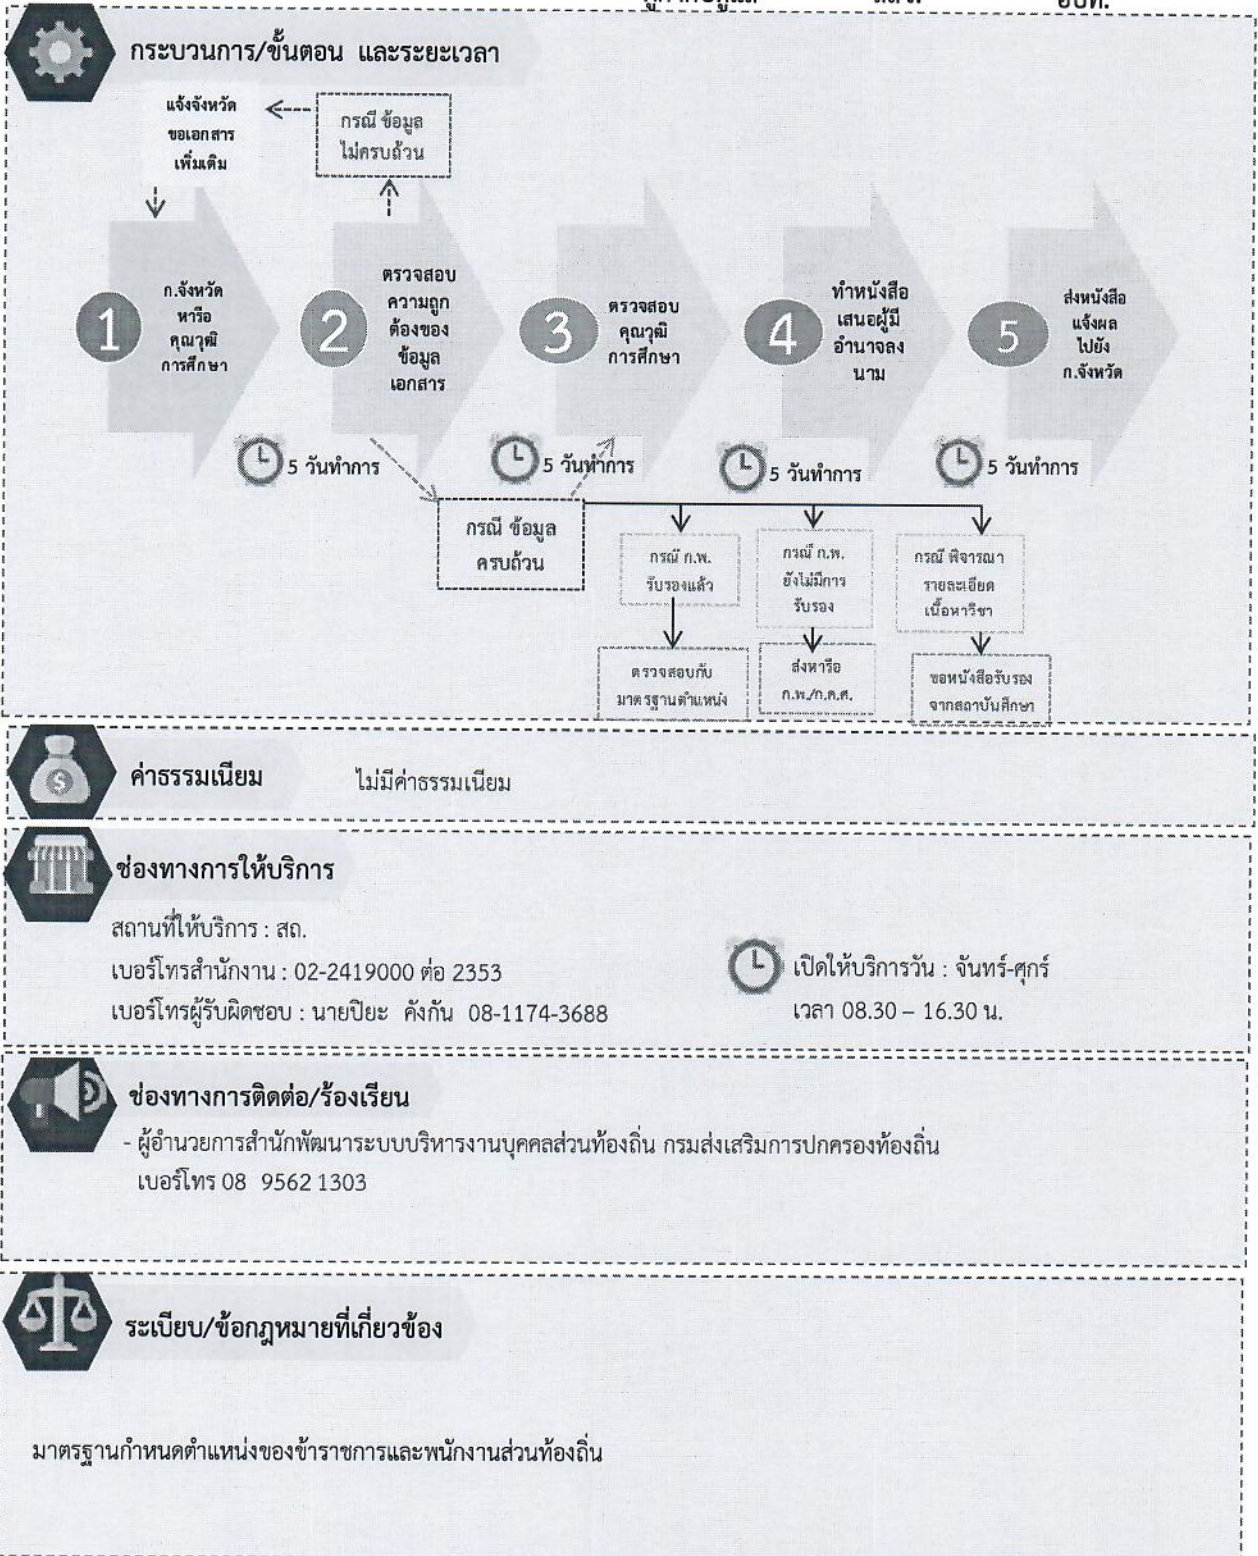 กระบวนการ/ขั้นตอน และระยะเวลา
แจ้งจังหวัด
ขอเอกสาร
เพิ่มเติม
กรณี ข้อมูล
ไม่ครบถ้วน
1
ก.จังหวัด
หารือ
คุณวุฒิ
การศึกษา
2
ตรวจสอบ
ความถูก
ต้องของ
ข้อมูล
เอกสาร
3
ตรวจสอบ
คุณวุฒิ
การศึกษา
4
ทำหนังสือ
เสนอผู้มี
อำนาจลง
นาม
5
ส่งหนังสือ
แจ้งผล
ไปยัง
ก.จังหวัด
5 วันทำการ
5 วันทำการ
5 วันทำการ
5 วันทำการ
กรณี ข้อมูล
ครบถ้วน
กรณี ก.พ.
รับรองแล้ว
กรณี ก.พ.
ยังไม่มีการ
รับรอง
กรณี พิจารณา
รายละเอียด
เนื้อหาวิชา
ตรวจสอบกับ
มาตรฐานตำแหน่ง
ส่งหารือ
ก.พ./ก.ค.ศ.
ขอหนังสือรับรอง
จากสถาบันศึกษา
ค่าธรรมเนียม ไม่มีค่าธรรมเนียม
ช่องทางการให้บริการ
สถานที่ให้บริการ : สถ.
เบอร์โทรสำนักงาน : 02-2419000 ต่อ 2353
เบอร์โทรผู้รับผิดชอบ : นายปิยะ คังกัน 08-1174-3688
เปิดให้บริการวัน : จันทร์-ศุกร์
เวลา 08.30 – 16.30 น.
ช่องทางการติดต่อ/ร้องเรียน
- ผู้อำนวยการสำนักพัฒนาระบบบริหารงานบุคคลส่วนท้องถิ่น กรมส่งเสริมการปกครองท้องถิ่น
เบอร์โทร 08 9562 1303
ระเบียบ/ข้อกฎหมายที่เกี่ยวข้อง
มาตรฐานกำหนดตำแหน่งของข้าราชการและพนักงานส่วนท้องถิ่น